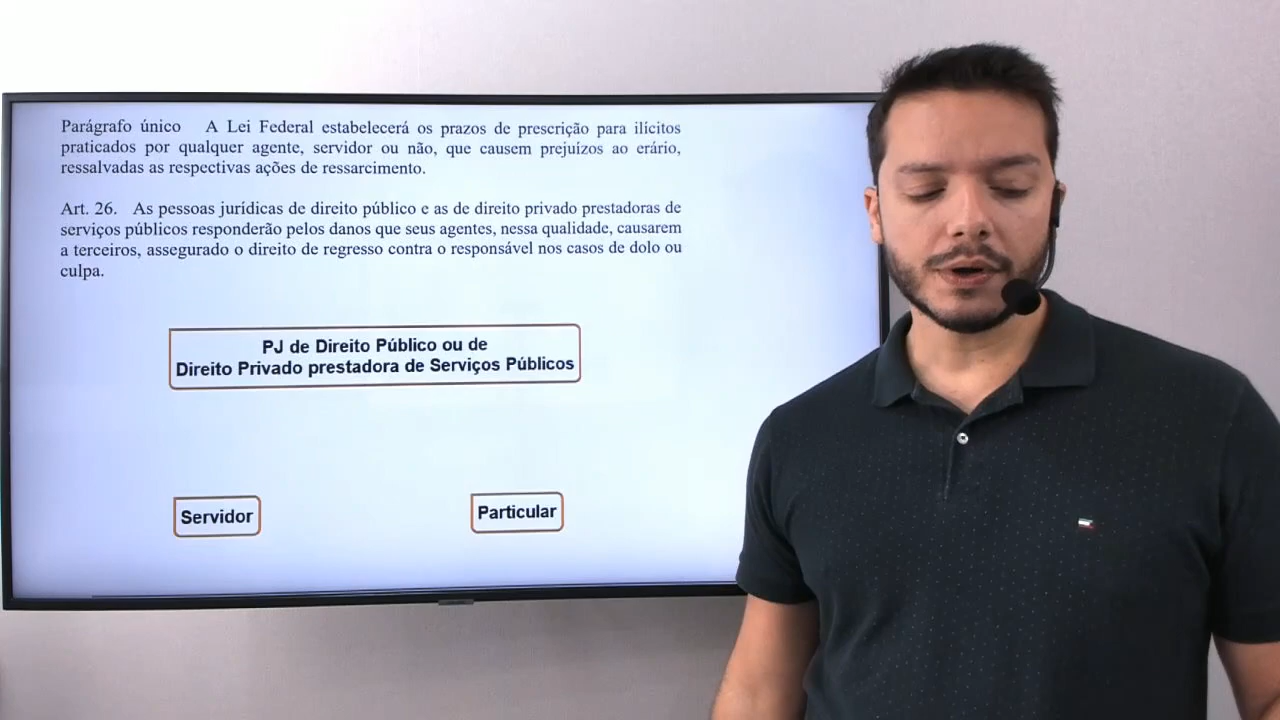 Parágrafo único A Lei Federal estabelecerá os prazos de prescrição para ilícitos
praticados por qualquer agente, servidor ou não, que causem prejuízos ao erário,
ressalvadas as respectivas ações de ressarcimento.
Art. 26. As pessoas jurídicas de direito público e as de direito privado prestadoras de
serviços públicos responderão pelos danos que seus agentes, nessa qualidade, causarem
a terceiros, assegurado o direito de regresso contra o responsável nos casos de dolo ou
culpa.
PJ de Direito Público ou de
Direito Privado prestadora de Serviços Públicos
Servidor
Particular